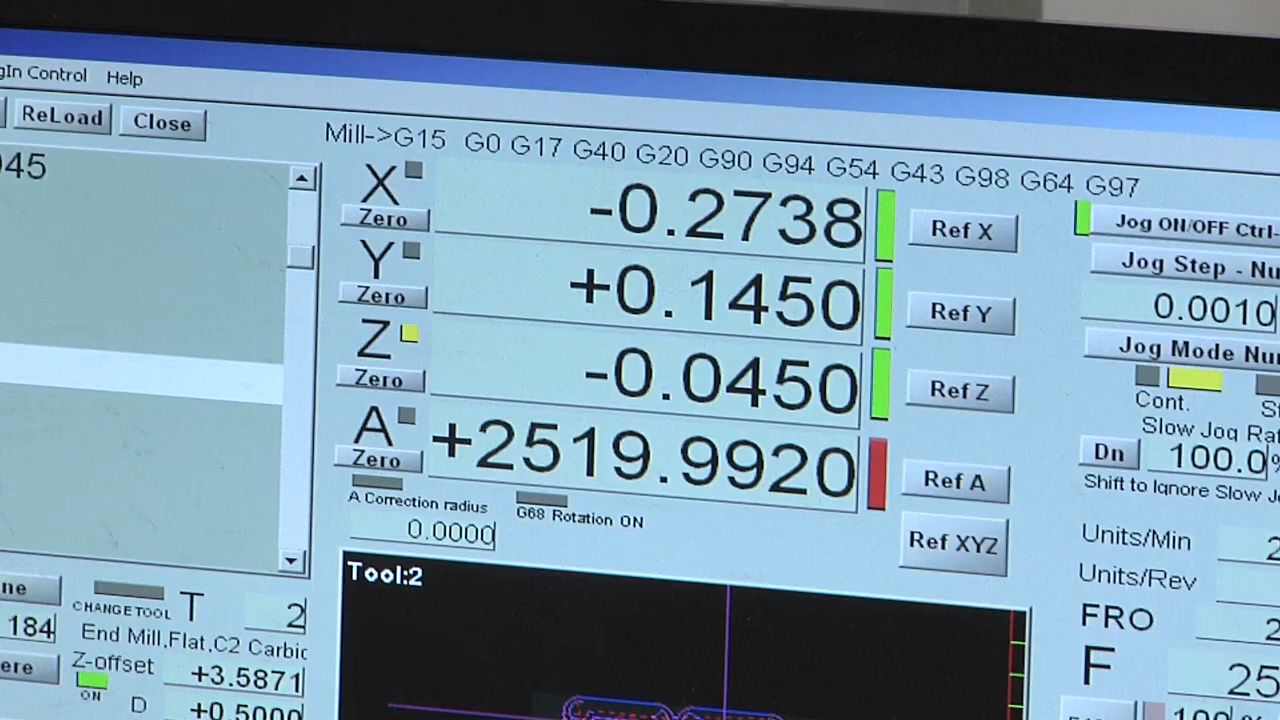 gIn Control Help
ReLoad Close
Mill->G15 G0 G17 G40 G20 G90 G94 G54 G43 G98 G64 G97
045
X -0.2738 Ref X
Zero
Y +0.1450 Ref Y
Zero
Z -0.0450 Ref Z
Zero
A +2519.9920 Ref A
Zero
A Correction radius
0.0000
G68 Rotation ON
Ref XYZ
Jog ON/OFF Ctrl-
Jog Step - Nu
0.0010
Jog Mode Nu
Cont. S
Slow Jog Rat
Dn 100.0%
Shift to Ignore Slow J
Units/Min 2
Units/Rev
FRO 2
F 25
100 %
Tool:2
ne
CHANGE TOOL T 2
184 End Mill,Flat,C2 Carbic
ere Z-offset +3.5871
ON
D +0.5000